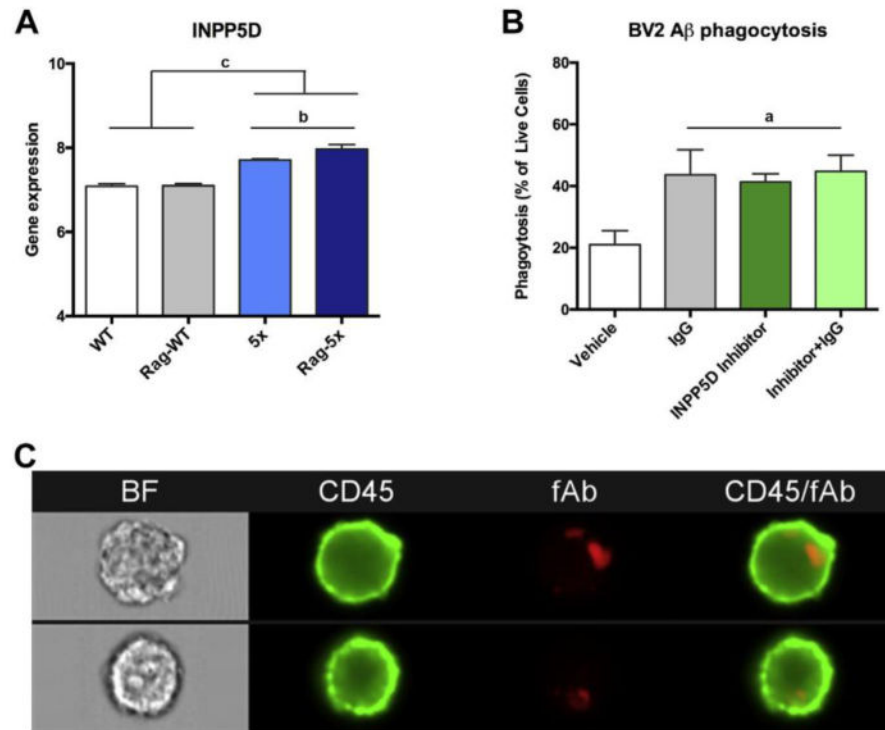 A
INPP5D
Gene expression
10
8
6
4
c
b
WT
Rag-WT
5x
Rag-5x
B
BV2 Aβ phagocytosis
Phagoytosis (% of Live Cells)
80
60
40
20
0
a
Vehicle
IgG
INPP5D Inhibitor
Inhibitor+IgG
C
BF CD45 fAb CD45/fAb